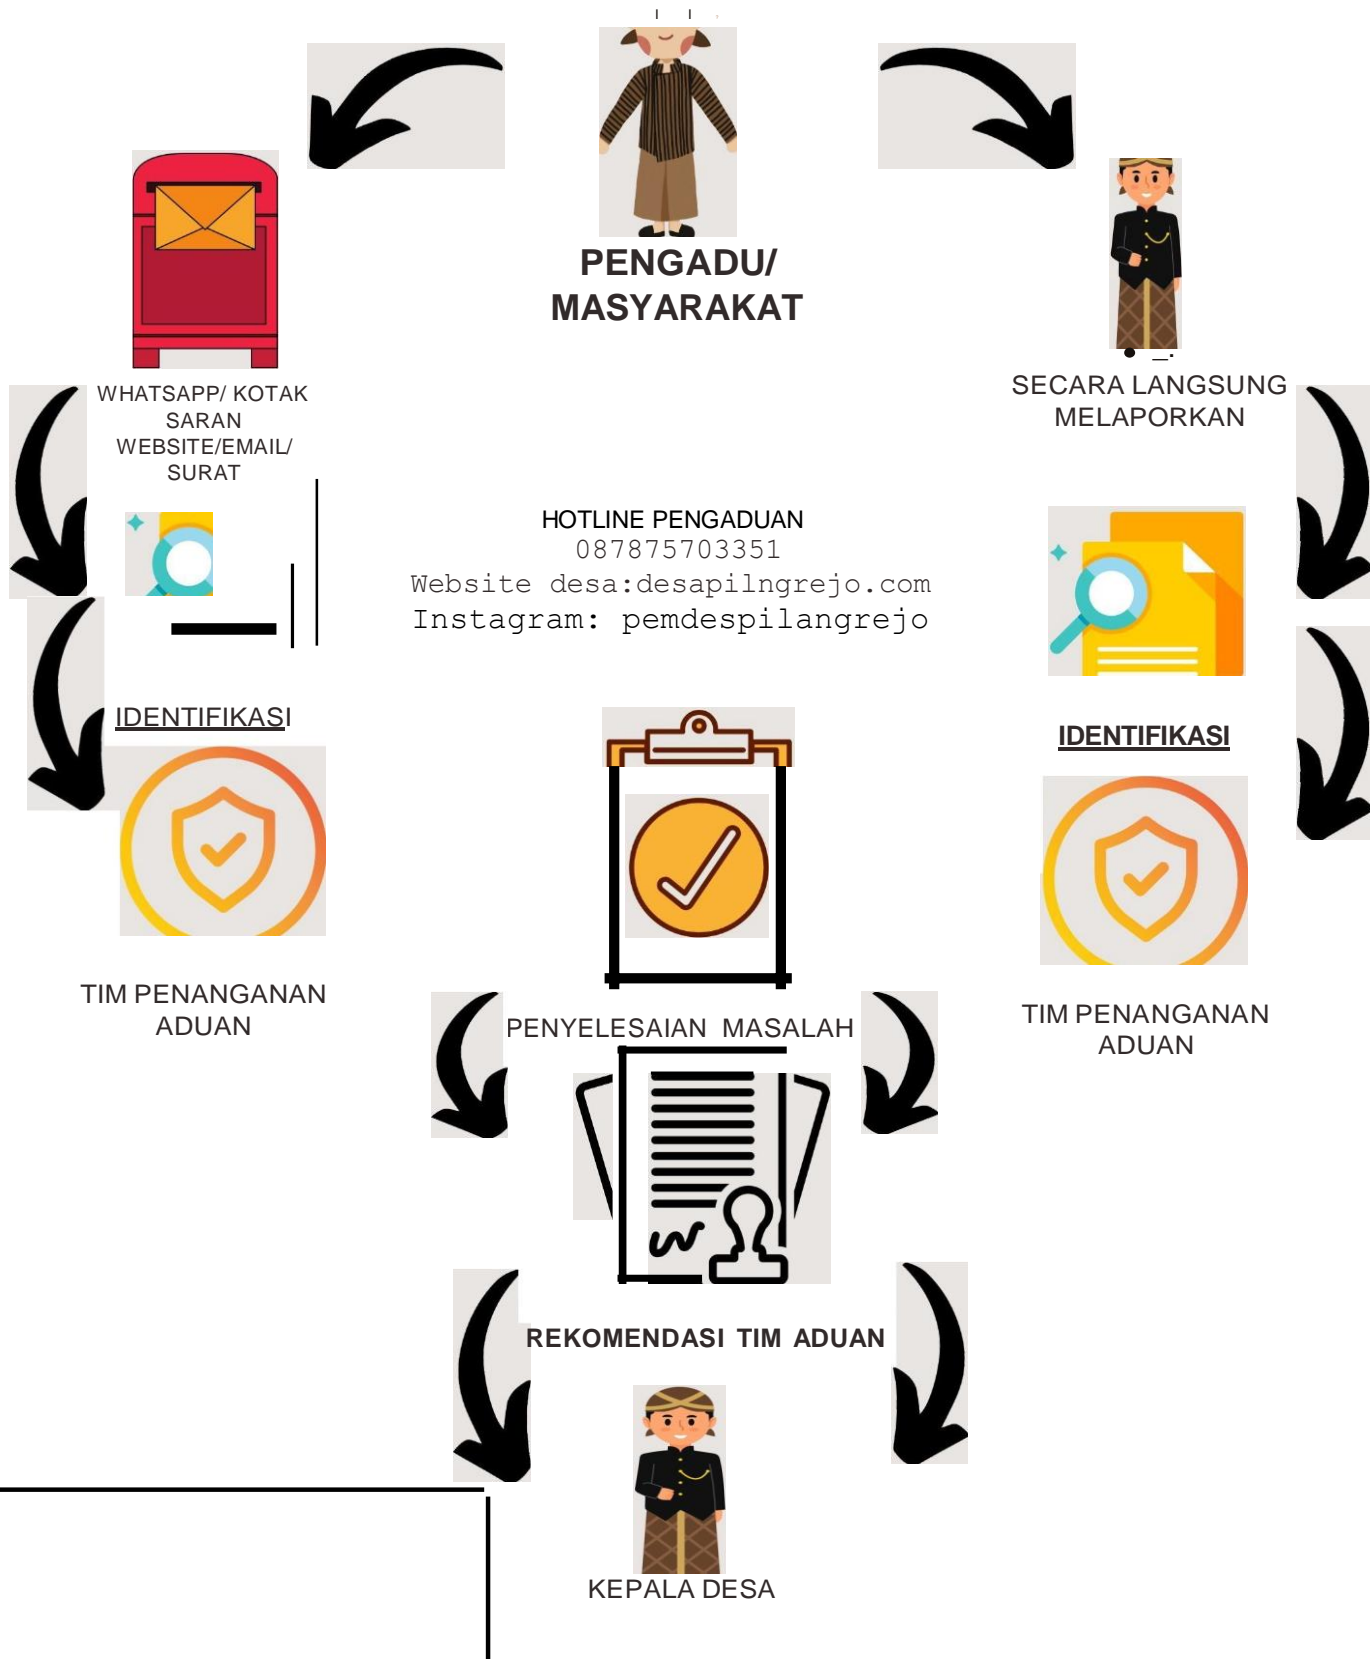 PENGADU/
MASYARAKAT
WHATSAPP/ KOTAK
SARAN
WEBSITE/EMAIL/
SURAT
SECARA LANGSUNG
MELAPORKAN
HOTLINE PENGADUAN
087875703351
Website desa:desapilngrejo.com
Instagram: pemdespilangrejo
IDENTIFIKASI
IDENTIFIKASI
TIM PENANGANAN
ADUAN
TIM PENANGANAN
ADUAN
PENYELESAIAN MASALAH
REKOMENDASI TIM ADUAN
KEPALA DESA